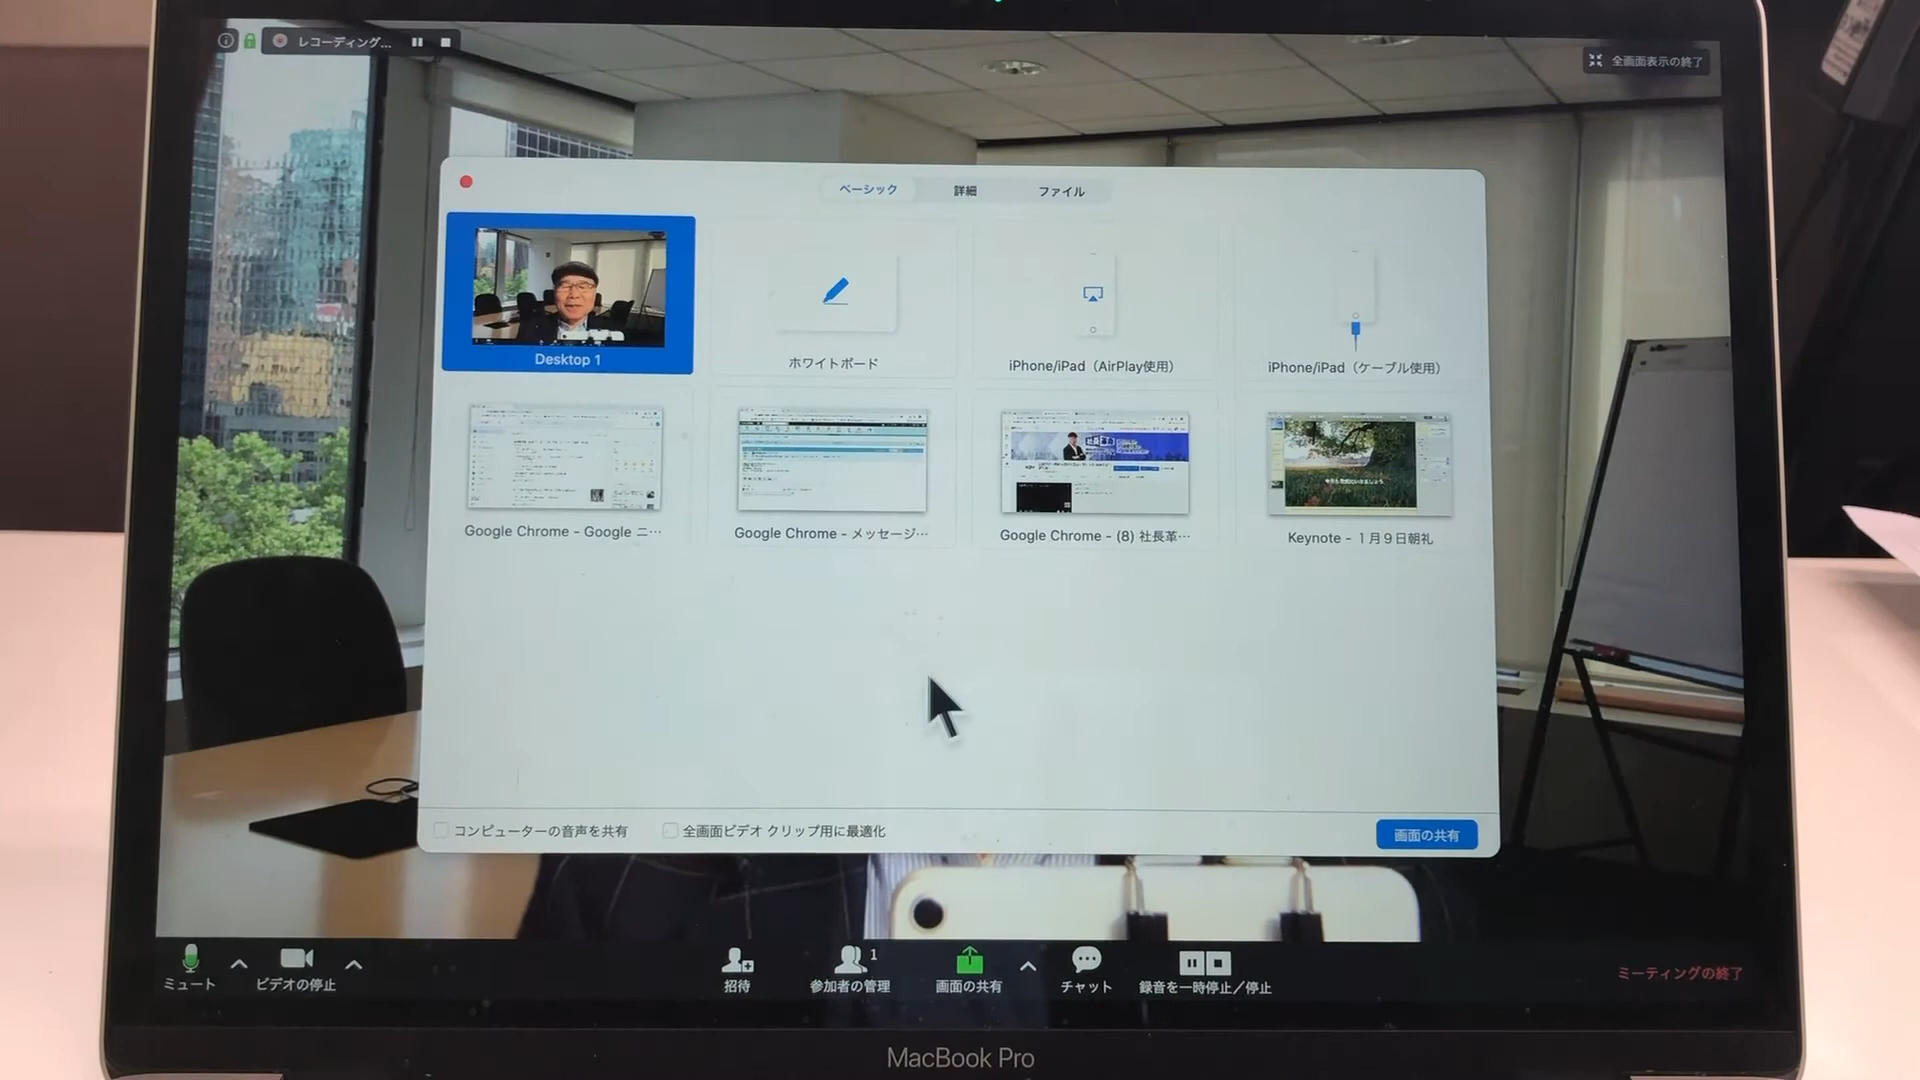 レコーディング...
全画面表示の終了
ベーシック
詳細
ファイル
Desktop 1
ホワイトボード
iPhone/iPad（AirPlay使用）
iPhone/iPad（ケーブル使用）
Google Chrome - Google ニ…
Google Chrome - メッセージ…
Google Chrome - (8) 社長革…
Keynote - 1月9日朝礼
コンピューターの音声を共有
全画面ビデオ クリップ用に最適化
画面の共有
ミュート
ビデオの停止
招待
1
参加者の管理
画面の共有
チャット
録音を一時停止／停止
ミーティングの終了
MacBook Pro